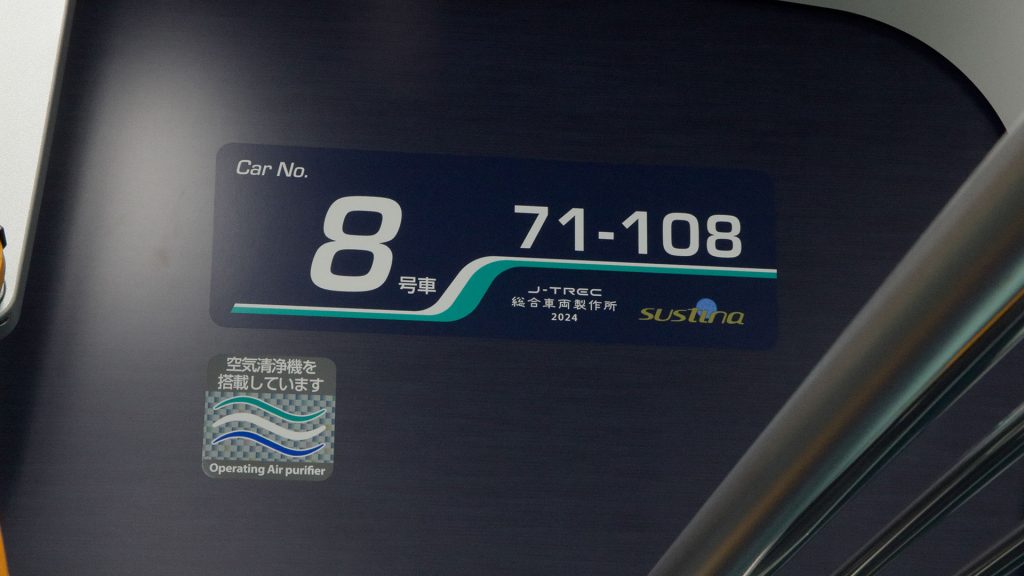 Car No.
8号車
71-108
J-TREC
総合車両製作所
2024
sustina
空気清浄機を
搭載しています
Operating Air purifier